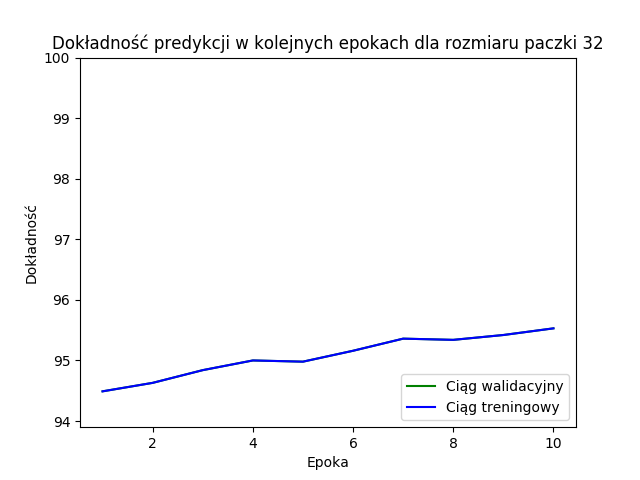 Dokładność predykcji w kolejnych epokach dla rozmiaru paczki 32
100
99
98
97
96
95
94
Dokładność
2 4 6 8 10
Epoka
Ciąg walidacyjny
Ciąg treningowy